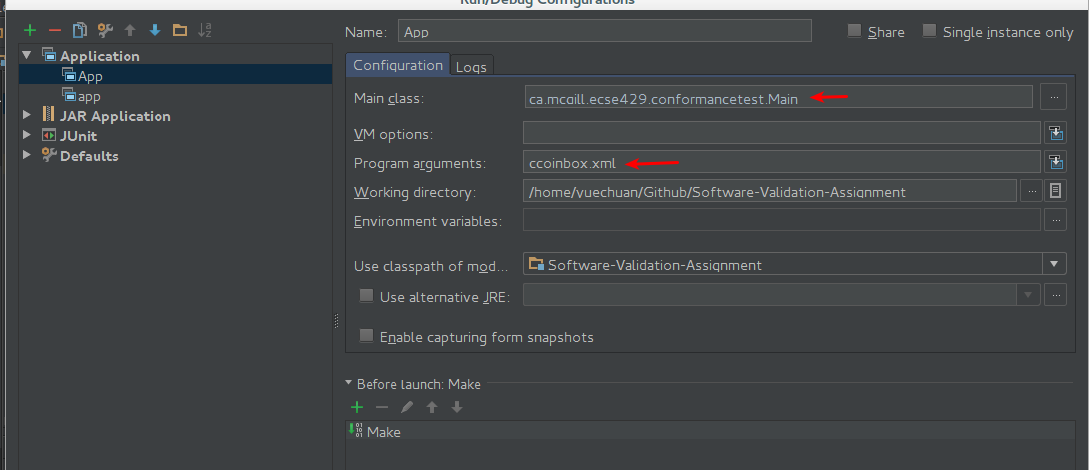 Run/Debug Configurations
Name: App Share Single instance only
Application
App
app
JAR Application
JUnit
Defaults
Configuration Logs
Main class: ca.mcgill.ecse429.conformancetest.Main ...
VM options:
Program arguments: ccoinbox.xml
Working directory: /home/yuechuan/Github/Software-Validation-Assignment ...
Environment variables: ...
Use classpath of mod... Software-Validation-Assignment
Use alternative JRE: ...
Enable capturing form snapshots
Before launch: Make
Make